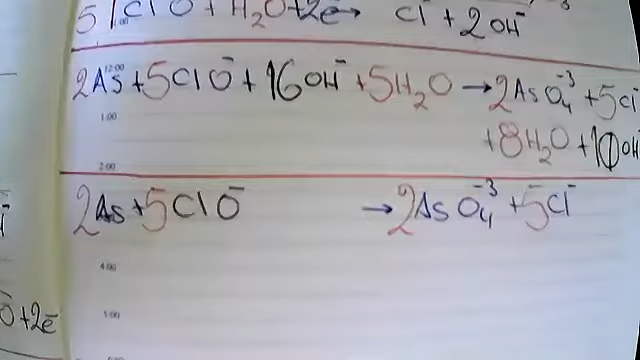 5|ClO⁻ + H₂O + 2e⁻ → Cl⁻ + 2OH⁻
12:00
2As + 5ClO⁻ + 16OH⁻ + 5H₂O → 2AsO₄⁻³ + 5Cl⁻
1:00
+ 8H₂O + 10OH
2:00
2As + 5ClO⁻ → 2AsO₄⁻³ + 5Cl⁻
4:00
O + 2e⁻
5:00